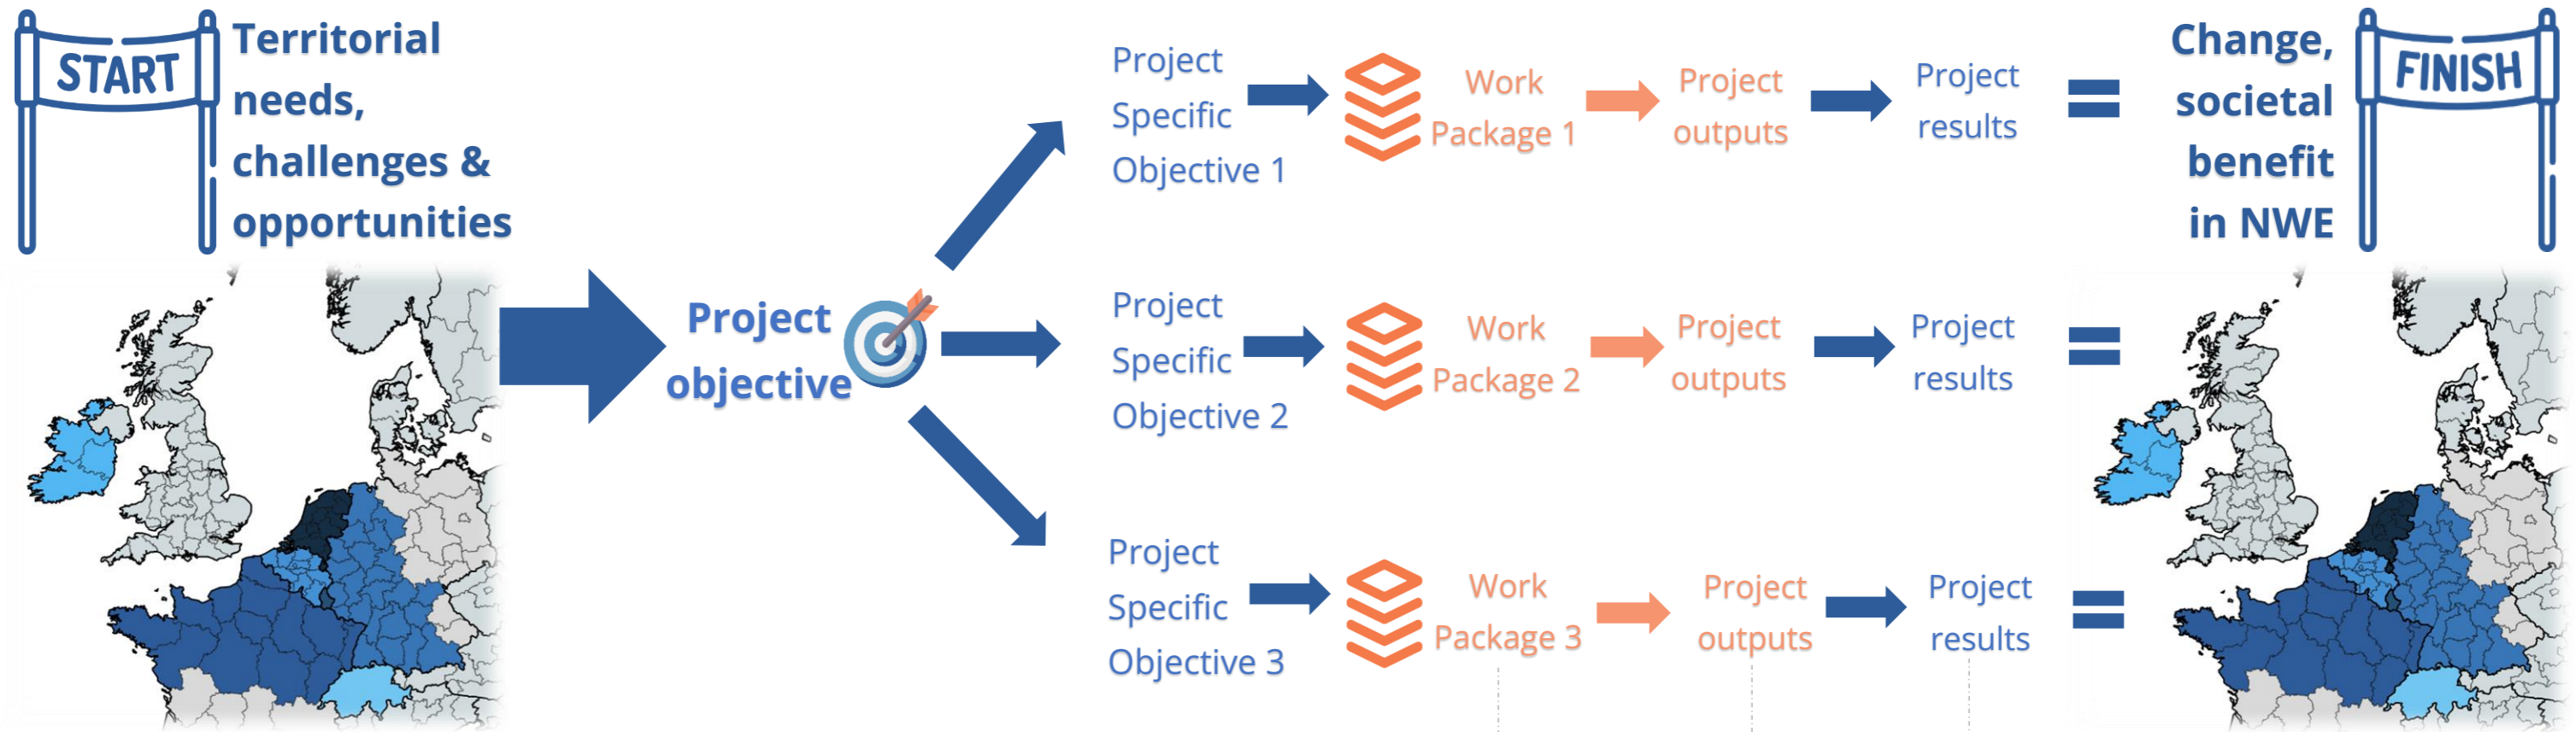 START
Territorial
needs,
challenges &
opportunities
Project
objective
Project
Specific
Objective 1
Work
Package 1
Project
outputs
Project
results
=
Project
Specific
Objective 2
Work
Package 2
Project
outputs
Project
results
=
Project
Specific
Objective 3
Work
Package 3
Project
outputs
Project
results
=
Change,
societal
benefit
in NWE
FINISH